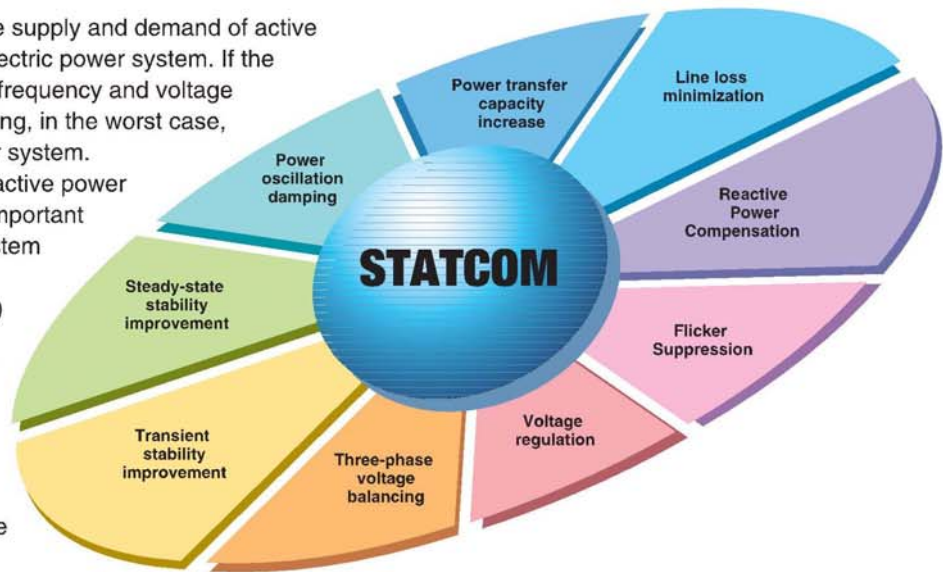 e supply and demand of active
lectric power system. If the
frequency and voltage
ng, in the worst case,
r system.
active power
mportant
stem
)
e
Power transfer
capacity
increase
Line loss
minimization
Power
oscillation
damping
Reactive
Power
Compensation
STATCOM
Steady-state
stability
improvement
Flicker
Suppression
Transient
stability
improvement
Three-phase
voltage
balancing
Voltage
regulation